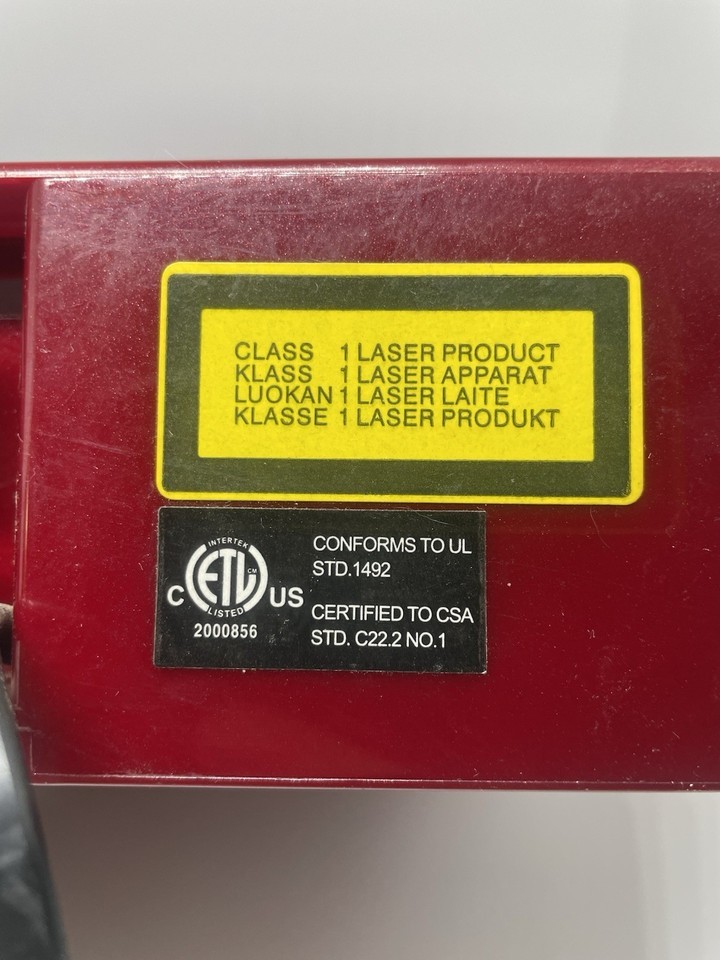 CLASS 1 LASER PRODUCT
KLASS 1 LASER APPARAT
LUOKAN 1 LASER LAITE
KLASSE 1 LASER PRODUKT
INTERTEK
C ETL CM US
LISTED
2000856
CONFORMS TO UL
STD.1492
CERTIFIED TO CSA
STD. C22.2 NO.1